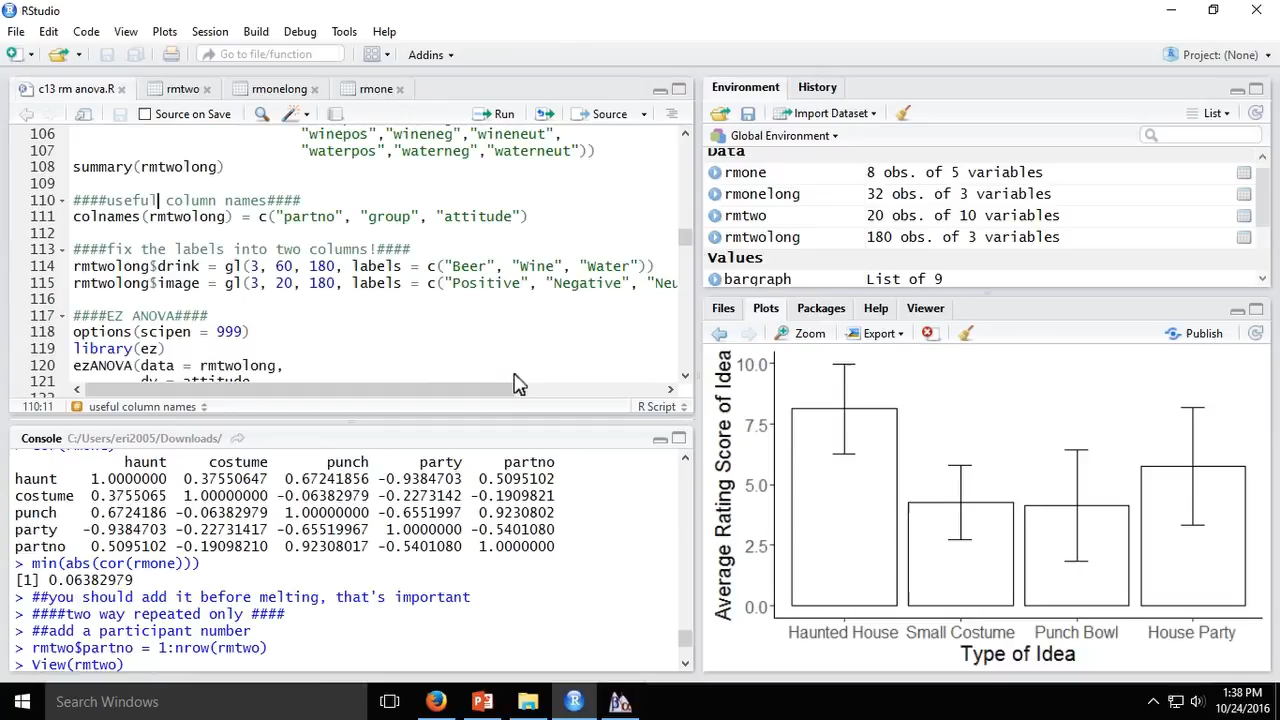 RStudio
File Edit Code View Plots Session Build Debug Tools Help
Go to file/function Addins Project: (None)
c13 rm anova.R rmtwo rmonelong rmone
Source on Save Run Source
106 "winepos","wineneg","wineneut",
107 "waterpos","waterneg","waterneut"))
108 summary(rmtwolong)
109
110 ####useful column names####
111 colnames(rmtwolong) = c("partno", "group", "attitude")
112
113 ####fix the labels into two columns!####
114 rmtwolong$drink = gl(3, 60, 180, labels = c("Beer", "Wine", "Water"))
115 rmtwolong$image = gl(3, 20, 180, labels = c("Positive", "Negative", "Neu
116
117 ####EZ ANOVA####
118 options(scipen = 999)
119 library(ez)
120 ezANOVA(data = rmtwolong,
121 dv = attitude
110:11 useful column names R Script
Console C:/Users/eri2005/Downloads/
haunt costume punch party partno
haunt 1.0000000 0.37550647 0.67241856 -0.9384703 0.5095102
costume 0.3755065 1.00000000 -0.06382979 -0.2273142 -0.1909821
punch 0.6724186 -0.06382979 1.00000000 -0.6551997 0.9230802
party -0.9384703 -0.22731417 -0.65519967 1.0000000 -0.5401080
partno 0.5095102 -0.19098210 0.92308017 -0.5401080 1.0000000
> min(abs(cor(rmone)))
[1] 0.06382979
> ##you should add it before melting, that's important
> ####two way repeated only ####
> ##add a participant number
> rmtwo$partno = 1:nrow(rmtwo)
> View(rmtwo)
Environment History
Import Dataset List
Global Environment
Data
rmone 8 obs. of 5 variables
rmonelong 32 obs. of 3 variables
rmtwo 20 obs. of 10 variables
rmtwolong 180 obs. of 3 variables
Values
bargraph List of 9
Files Plots Packages Help Viewer
Zoom Export Publish
Average Rating Score of Idea
10.0
7.5
5.0
2.5
0.0
Haunted House Small Costume Punch Bowl House Party
Type of Idea
Search Windows
1:38 PM
10/24/2016